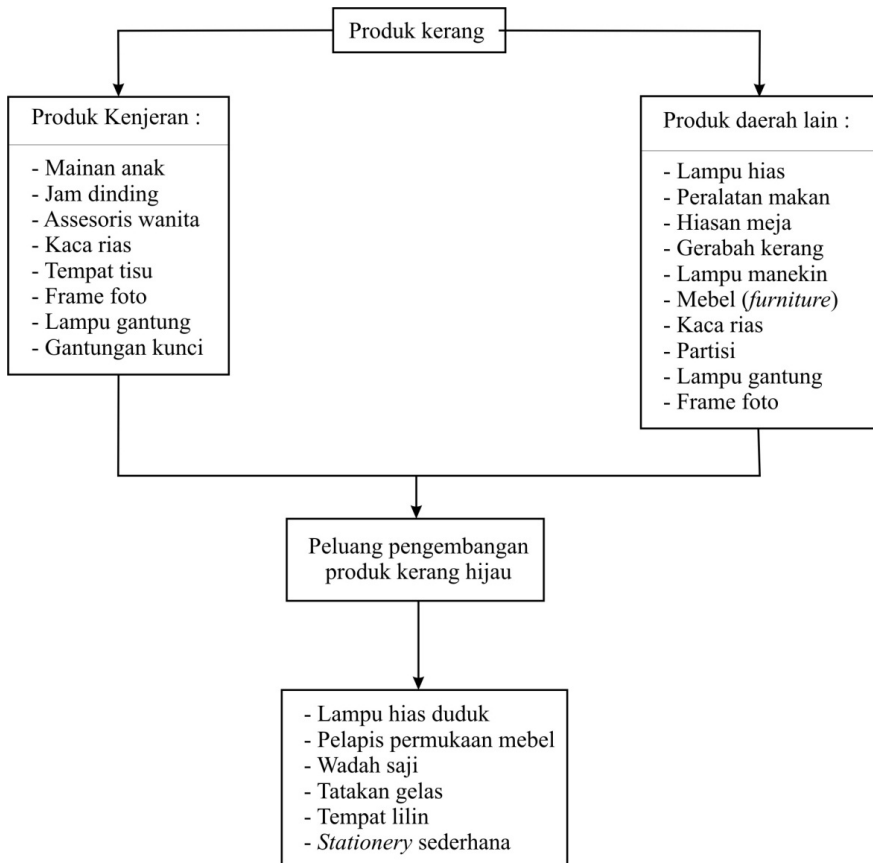 Produk kerang
Produk Kenjeran :
- Mainan anak
- Jam dinding
- Assesoris wanita
- Kaca rias
- Tempat tisu
- Frame foto
- Lampu gantung
- Gantungan kunci
Produk daerah lain :
- Lampu hias
- Peralatan makan
- Hiasan meja
- Gerabah kerang
- Lampu manekin
- Mebel (furniture)
- Kaca rias
- Partisi
- Lampu gantung
- Frame foto
Peluang pengembangan
produk kerang hijau
- Lampu hias duduk
- Pelapis permukaan mebel
- Wadah saji
- Tatakan gelas
- Tempat lilin
- Stationery sederhana